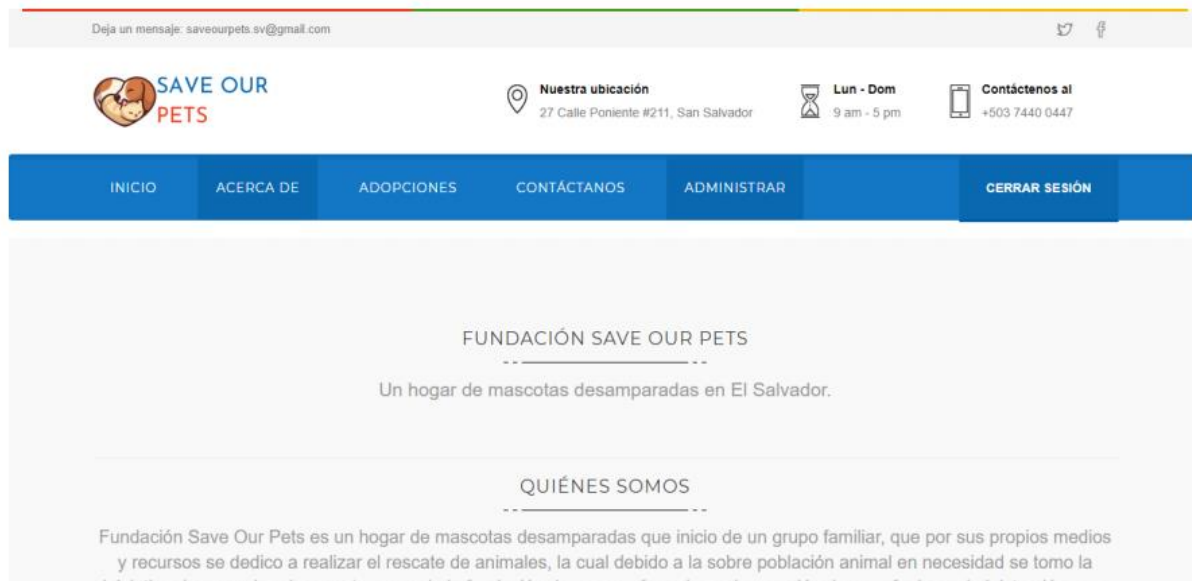 Deja un mensaje: saveourpets.sv@gmail.com
SAVE OUR
PETS
Nuestra ubicación
27 Calle Poniente #211, San Salvador
Lun - Dom
9 am - 5 pm
Contáctenos al
+503 7440 0447
INICIO ACERCA DE ADOPCIONES CONTÁCTANOS ADMINISTRAR CERRAR SESIÓN
FUNDACIÓN SAVE OUR PETS
Un hogar de mascotas desamparadas en El Salvador.
QUIÉNES SOMOS
Fundación Save Our Pets es un hogar de mascotas desamparadas que inicio de un grupo familiar, que por sus propios medios
y recursos se dedico a realizar el rescate de animales, la cual debido a la sobre población animal en necesidad se tomo la